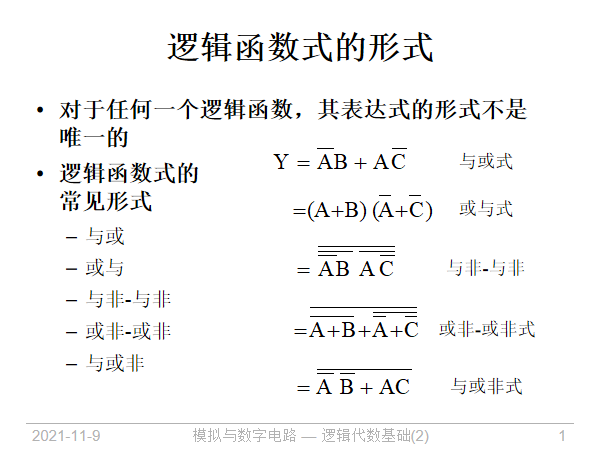 逻辑函数式的形式
• 对于任何一个逻辑函数，其表达式的形式不是
唯一的
• 逻辑函数式的
常见形式
– 与或
– 或与
– 与非-与非
– 或非-或非
– 与或非
Y = A̅B + AC̅ 与或式
=(A+B) (A̅+C̅) 或与式
= \overline{\overline{\overline{A}B} \overline{A\overline{C}}} 与非-与非
=\overline{\overline{A+B}+\overline{\overline{A}+\overline{C}}} 或非-或非式
= \overline{\overline{A} \overline{B} + AC} 与或非式
2021-11-9 模拟与数字电路 — 逻辑代数基础(2) 1